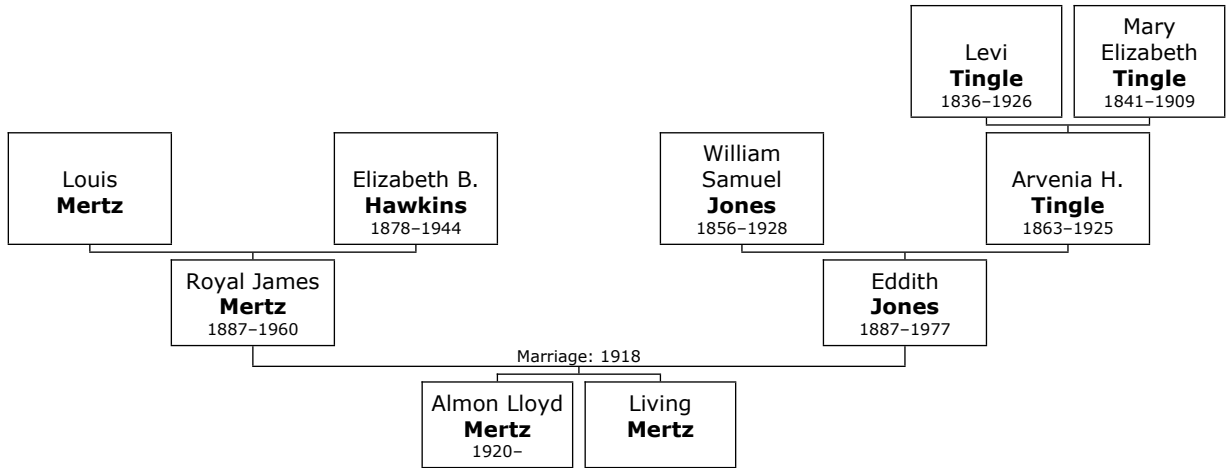 Levi
Tingle
1836–1926
Mary
Elizabeth
Tingle
1841–1909
Louis
Mertz
Elizabeth B.
Hawkins
1878–1944
William
Samuel
Jones
1856–1928
Arvenia H.
Tingle
1863–1925
Royal James
Mertz
1887–1960
Eddith
Jones
1887–1977
Marriage: 1918
Almon Lloyd
Mertz
1920–
Living
Mertz